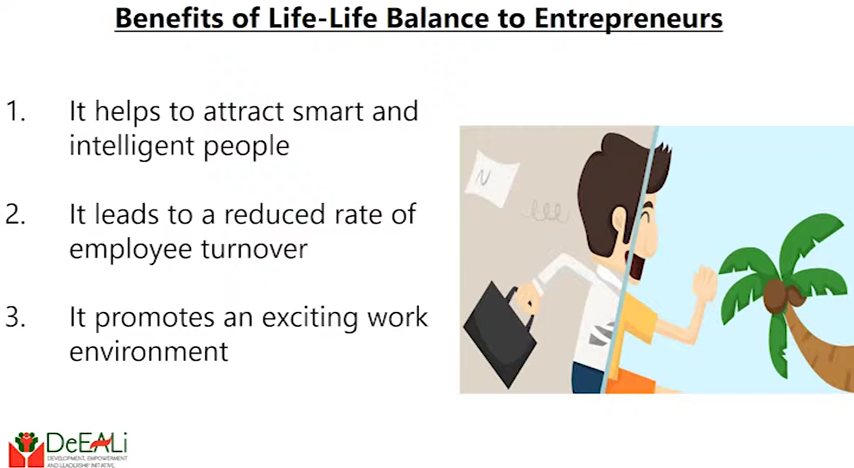 Benefits of Life-Life Balance to Entrepreneurs
1. It helps to attract smart and
intelligent people
2. It leads to a reduced rate of
employee turnover
3. It promotes an exciting work
environment
N
DeEALi
DEVELOPMENT, EMPOWERMENT
AND LEADERSHIP INITIATIVE